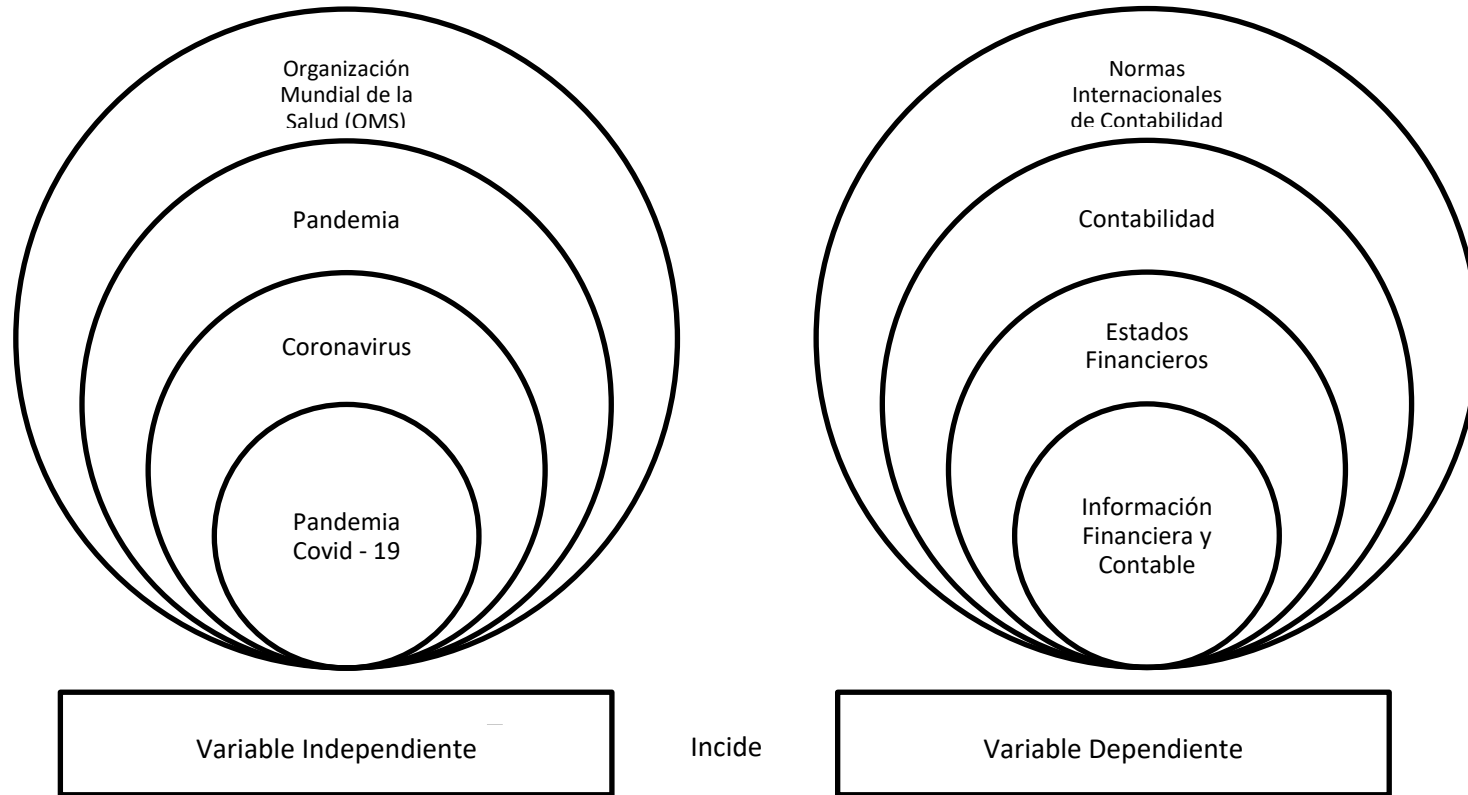 Organización
Mundial de la
Salud (OMS)
Pandemia
Coronavirus
Pandemia
Covid - 19
Normas
Internacionales
de Contabilidad
Contabilidad
Estados
Financieros
Información
Financiera y
Contable
Variable Independiente
Incide
Variable Dependiente